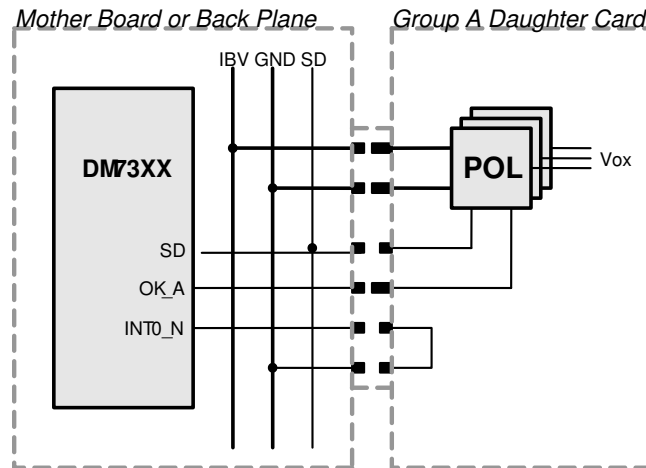 Mother Board or Back Plane
Group A Daughter Card
IBV GND SD
DM73XX
POL
Vox
SD
OK_A
INT0_N